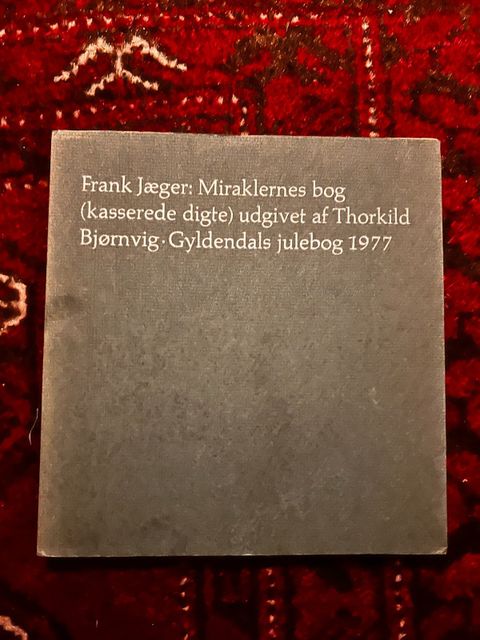 Frank Jæger: Miraklernes bog
(kasserede digte) udgivet af Thorkild
Bjørnvig · Gyldendals julebog 1977